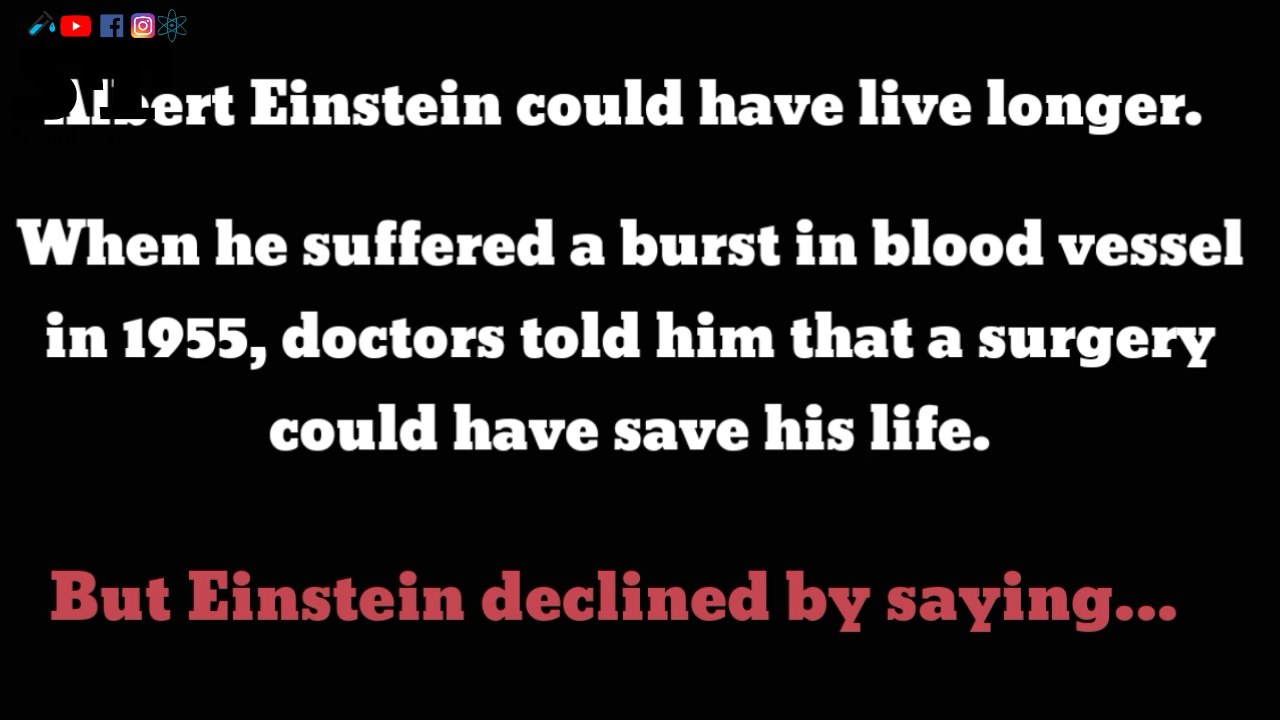 Albert Einstein could have live longer.
When he suffered a burst in blood vessel
in 1955, doctors told him that a surgery
could have save his life.
But Einstein declined by saying...